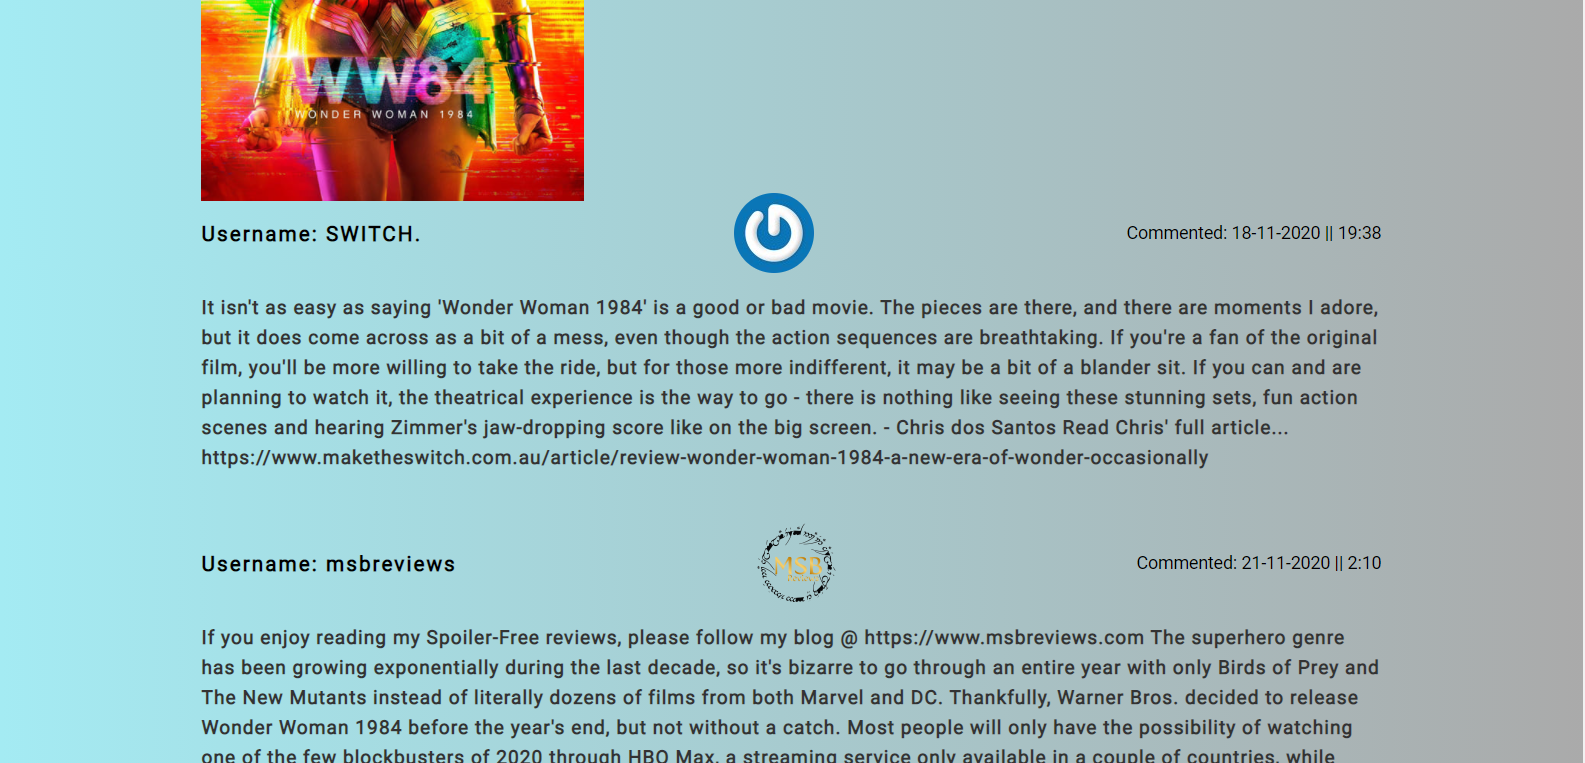 WW84
WONDER WOMAN 1984
Username: SWITCH.
Commented: 18-11-2020 || 19:38
It isn't as easy as saying 'Wonder Woman 1984' is a good or bad movie. The pieces are there, and there are moments I adore,
but it does come across as a bit of a mess, even though the action sequences are breathtaking. If you're a fan of the original
film, you'll be more willing to take the ride, but for those more indifferent, it may be a bit of a blander sit. If you can and are
planning to watch it, the theatrical experience is the way to go - there is nothing like seeing these stunning sets, fun action
scenes and hearing Zimmer's jaw-dropping score like on the big screen. - Chris dos Santos Read Chris' full article...
https://www.maketheswitch.com.au/article/review-wonder-woman-1984-a-new-era-of-wonder-occasionally
Username: msbreviews
MSB
Commented: 21-11-2020 || 2:10
If you enjoy reading my Spoiler-Free reviews, please follow my blog @ https://www.msbreviews.com The superhero genre
has been growing exponentially during the last decade, so it's bizarre to go through an entire year with only Birds of Prey and
The New Mutants instead of literally dozens of films from both Marvel and DC. Thankfully, Warner Bros. decided to release
Wonder Woman 1984 before the year's end, but not without a catch. Most people will only have the possibility of watching
one of the few blockbusters of 2020 through HBO Max, a streaming service only available in a couple of countries, while